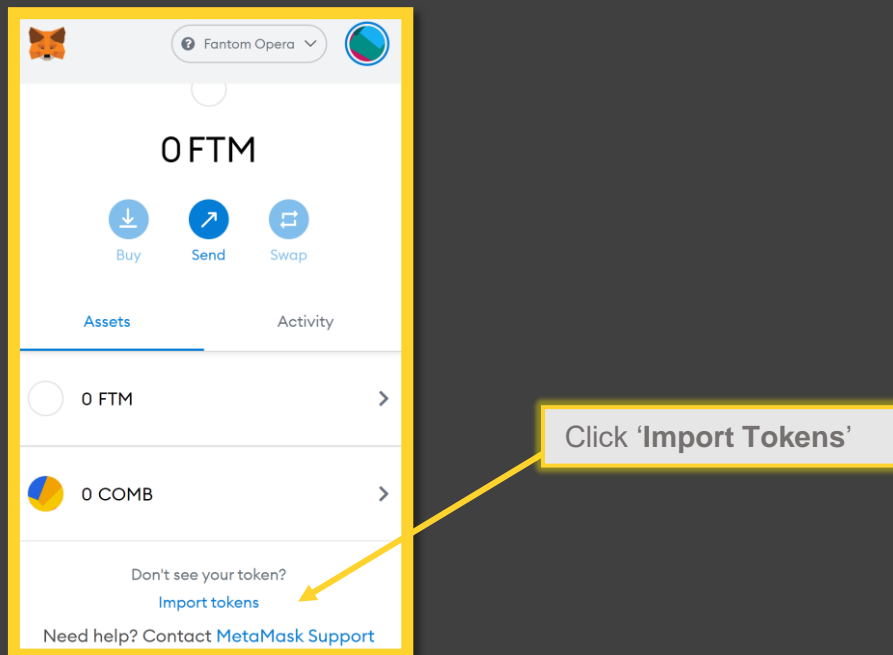 Fantom Opera
0 FTM
Buy
Send
Swap
Assets
Activity
0 FTM
0 COMB
Click ‘Import Tokens’
Don't see your token?
Import tokens
Need help? Contact MetaMask Support